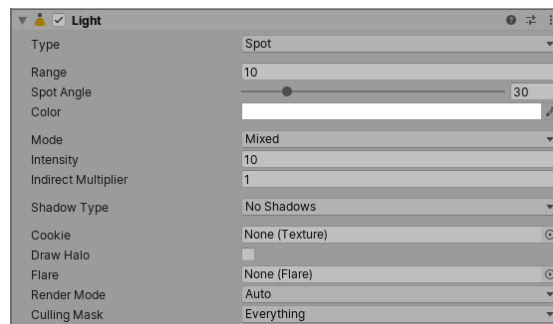 Light
Type Spot
Range 10
Spot Angle 30
Color
Mode Mixed
Intensity 10
Indirect Multiplier 1
Shadow Type No Shadows
Cookie None (Texture)
Draw Halo
Flare None (Flare)
Render Mode Auto
Culling Mask Everything